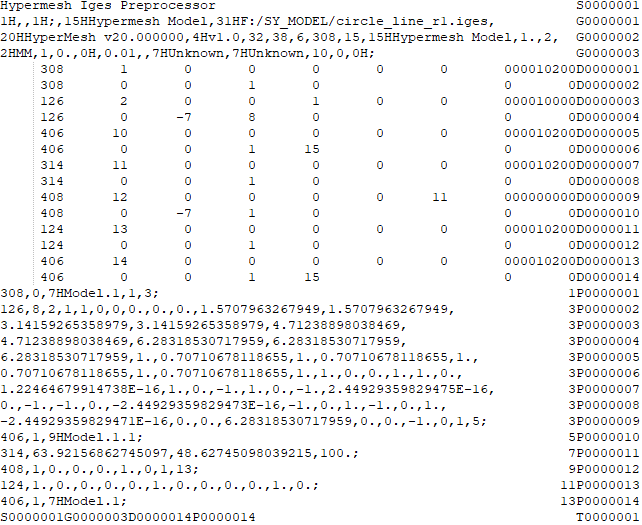 Hypermesh Iges Preprocessor S0000001
1H,,1H;,15HHypermesh Model,31HF:/SY_MODEL/circle_line_r1.iges, G0000001
20HHyperMesh v20.000000,4Hv1.0,32,38,6,308,15,15HHypermesh Model,1.,2, G0000002
2HMM,1,0.,0H,0.01,,7HUnknown,7HUnknown,10,0,0H; G0000003
308 1 0 0 0 0 0 000010200D0000001
308 0 0 1 0 0 0D0000002
126 2 0 0 1 0 0 000010000D0000003
126 0 -7 8 0 0 0D0000004
406 10 0 0 0 0 0 000010200D0000005
406 0 0 1 15 0 0D0000006
314 11 0 0 0 0 0 000010200D0000007
314 0 0 1 0 0 0D0000008
408 12 0 0 0 0 11 000000000D0000009
408 0 -7 1 0 0 0D0000010
124 13 0 0 0 0 0 000010200D0000011
124 0 0 1 0 0 0D0000012
406 14 0 0 0 0 0 000010200D0000013
406 0 0 1 15 0 0D0000014
308,0,7HModel.1,1,3; 1P0000001
126,8,2,1,1,0,0,0.,0.,0.,1.5707963267949,1.5707963267949, 3P0000002
3.14159265358979,3.14159265358979,4.71238898038469, 3P0000003
4.71238898038469,6.28318530717959,6.28318530717959, 3P0000004
6.28318530717959,1.,0.70710678118655,1.,0.70710678118655,1., 3P0000005
0.70710678118655,1.,0.70710678118655,1.,1.,0.,0.,1.,1.,0., 3P0000006
1.22464679914738E-16,1.,0.,-1.,1.,0.,-1.,2.44929359829475E-16, 3P0000007
0.,-1.,-1.,0.,-2.44929359829473E-16,-1.,0.,1.,-1.,0.,1., 3P0000008
-2.44929359829471E-16,0.,0.,6.28318530717959,0.,0.,-1.,0,1,5; 3P0000009
406,1,9HModel.1.1; 5P0000010
314,63.92156862745097,48.62745098039215,100.; 7P0000011
408,1,0.,0.,0.,1.,0,1,13; 9P0000012
124,1.,0.,0.,0.,0.,1.,0.,0.,0.,0.,1.,0.; 11P0000013
406,1,7HModel.1; 13P0000014
S0000001G0000003D0000014P0000014 T0000001